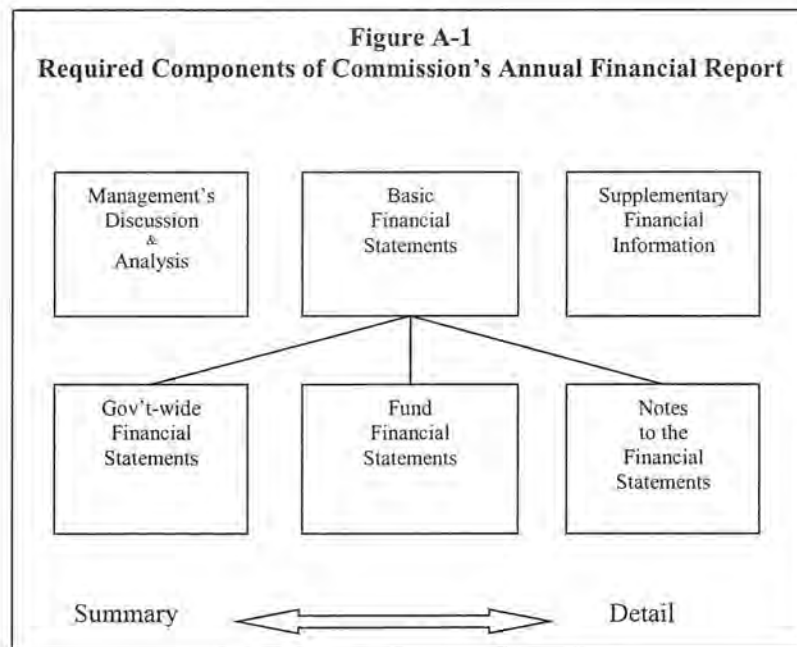 Figure A-1
Required Components of Commission's Annual Financial Report
Management's
Discussion
&
Analysis
Basic
Financial
Statements
Supplementary
Financial
Information
Gov't-wide
Financial
Statements
Fund
Financial
Statements
Notes
to the
Financial
Statements
Summary
Detail